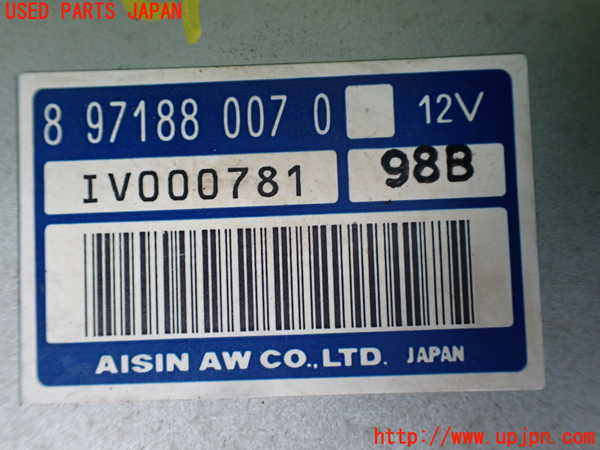 USED PARTS JAPAN
8 97188 007 0 12V
IV000781 98B
AISIN AW CO.,LTD. JAPAN
http://www.upjpn.com/